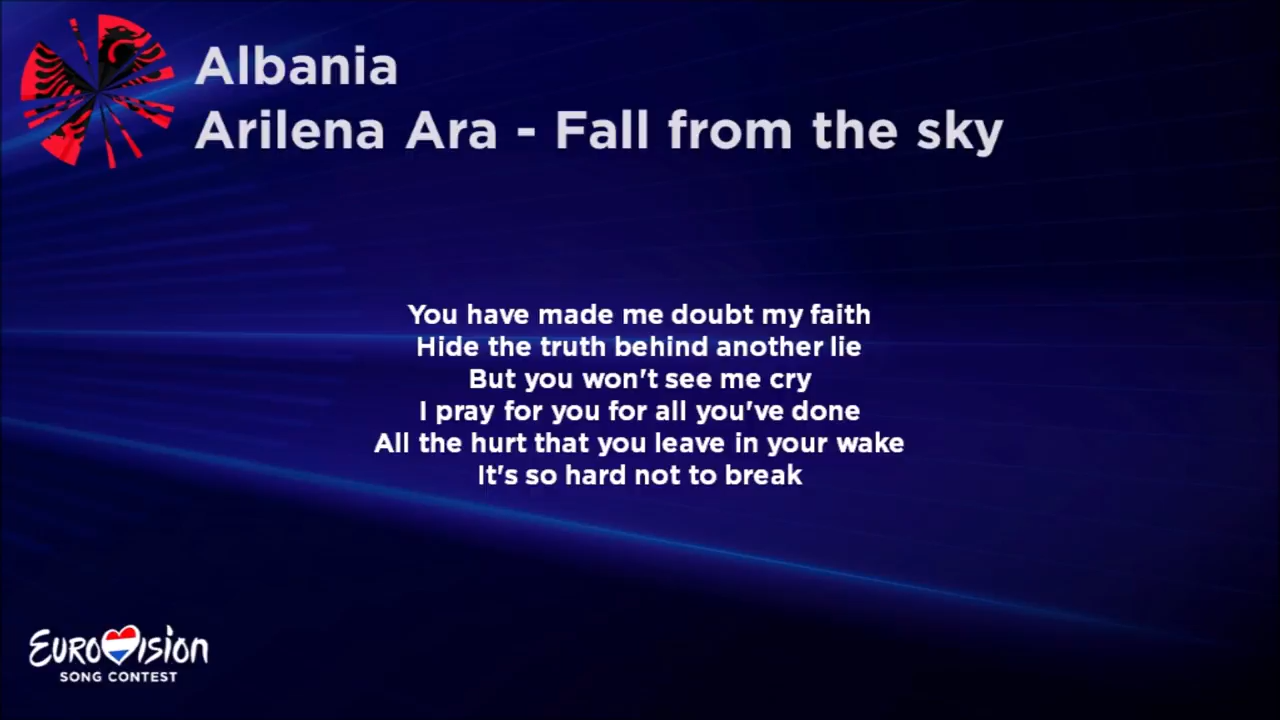 Albania
Arilena Ara - Fall from the sky
You have made me doubt my faith
Hide the truth behind another lie
But you won't see me cry
I pray for you for all you've done
All the hurt that you leave in your wake
It's so hard not to break
EUROVISION
SONG CONTEST